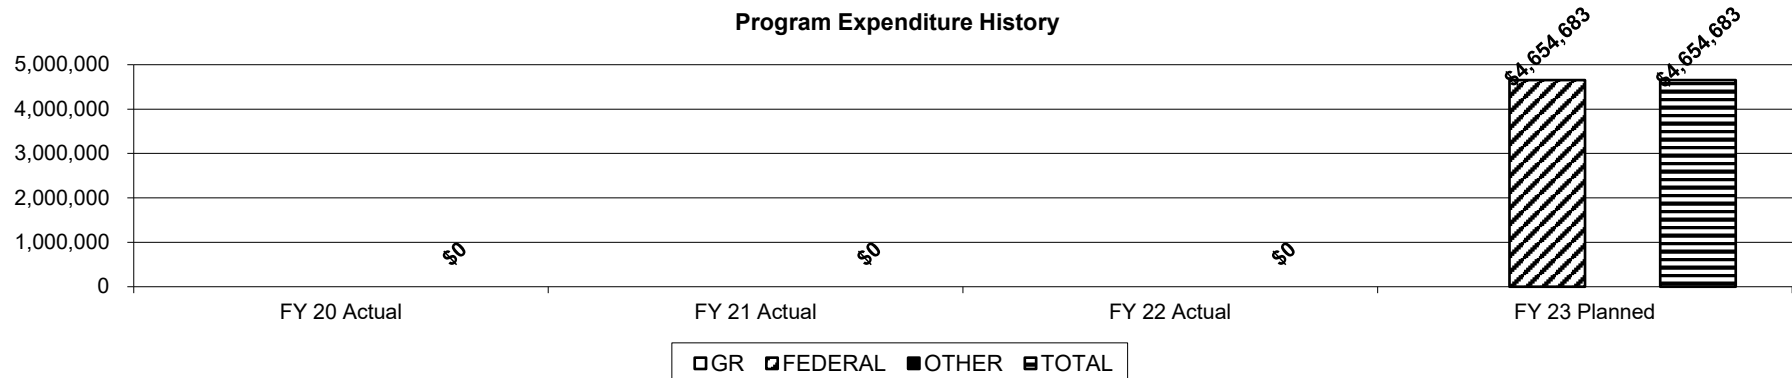 Program Expenditure History
$4,654,683 $4,654,683
5,000,000
4,000,000
3,000,000
2,000,000
1,000,000
$0 $0 $0
0
FY 20 Actual FY 21 Actual FY 22 Actual FY 23 Planned
GR FEDERAL OTHER TOTAL